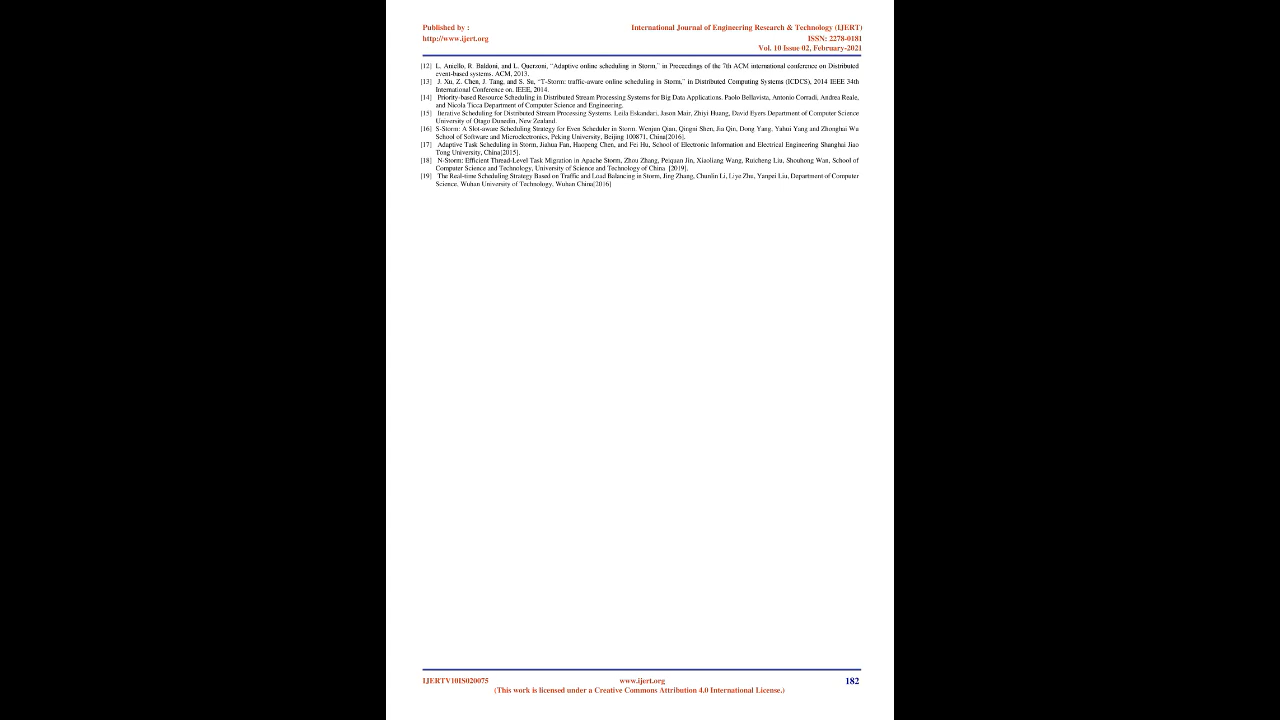 Published by :
International Journal of Engineering Research & Technology (IJERT)
http://www.ijert.org
ISSN: 2278-0181
Vol. 10 Issue 02, February-2021
[12] L. Aniello, R. Baldoni, and L. Querzoni, “Adaptive online scheduling in Storm,” in Proceedings of the 7th ACM international conference on Distributed
event-based systems. ACM, 2013.
[13] J. Xu, Z. Chen, J. Tang, and S. Su, “T-Storm: traffic-aware online scheduling in Storm,” in Distributed Computing Systems (ICDCS), 2014 IEEE 34th
International Conference on. IEEE, 2014.
[14] Priority-based Resource Scheduling in Distributed Stream Processing Systems for Big Data Applications. Paolo Bellavista, Antonio Corradi, Andrea Reale,
and Nicola Ticca Department of Computer Science and Engineering.
[15] Iterative Scheduling for Distributed Stream Processing Systems. Leila Eskandari, Jason Mair, Zhiyi Huang, David Eyers Department of Computer Science
University of Otago Dunedin, New Zealand.
[16] S-Storm: A Slot-aware Scheduling Strategy for Even Scheduler in Storm. Wenjun Qian, Qingni Shen, Jia Qin, Dong Yang, Yahui Yang and Zhonghai Wu
School of Software and Microelectronics, Peking University, Beijing 100871, China[2016].
[17] Adaptive Task Scheduling in Storm, Jiahua Fan, Haopeng Chen, and Fei Hu, School of Electronic Information and Electrical Engineering Shanghai Jiao
Tong University, China[2015].
[18] N-Storm: Efficient Thread-Level Task Migration in Apache Storm, Zhou Zhang, Peiquan Jin, Xiaoliang Wang, Ruicheng Liu, Shouhong Wan, School of
Computer Science and Technology, University of Science and Technology of China [2019].
[19] The Real-time Scheduling Strategy Based on Traffic and Load Balancing in Storm, Jing Zhang, Chunlin Li, Liye Zhu, Yanpei Liu, Department of Computer
Science, Wuhan University of Technology, Wuhan China[2016]
IJERTV10IS020075
www.ijert.org
182
(This work is licensed under a Creative Commons Attribution 4.0 International License.)